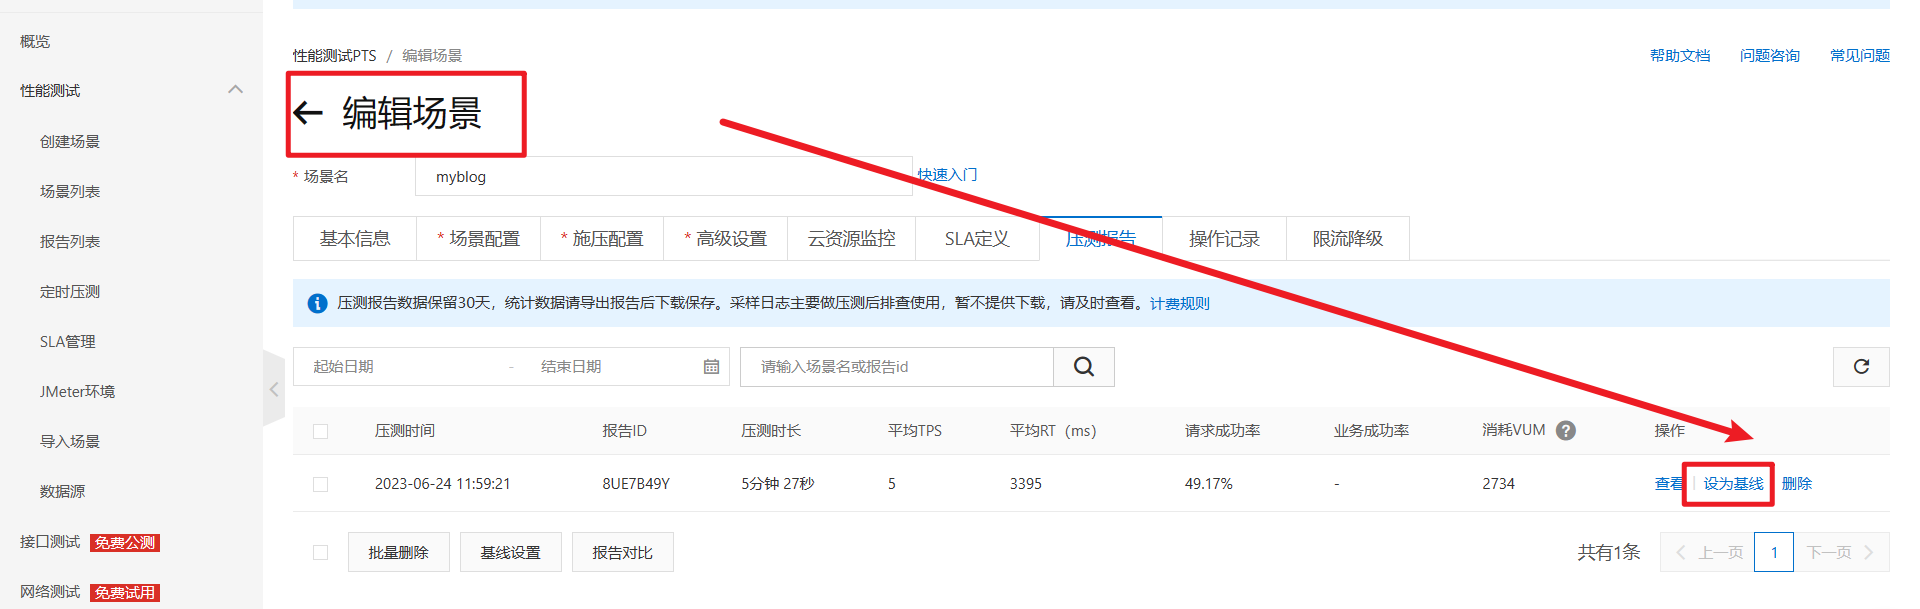 概览
性能测试
创建场景
场景列表
报告列表
定时压测
SLA管理
JMeter环境
导入场景
数据源
接口测试 免费公测
网络测试 免费试用
性能测试PTS / 编辑场景
帮助文档 问题咨询 常见问题
← 编辑场景
* 场景名 myblog 快速入门
基本信息 * 场景配置 * 施压配置 * 高级设置 云资源监控 SLA定义 压测报告 操作记录 限流降级
压测报告数据保留30天，统计数据请导出报告后下载保存。采样日志主要做压测后排查使用，暂不提供下载，请及时查看。计费规则
起始日期 - 结束日期 请输入场景名或报告id
压测时间 报告ID 压测时长 平均TPS 平均RT（ms） 请求成功率 业务成功率 消耗VUM ? 操作
2023-06-24 11:59:21 8UE7B49Y 5分钟 27秒 5 3395 49.17% - 2734 查看 设为基线 删除
批量删除 基线设置 报告对比 共有1条 上一页 1 下一页